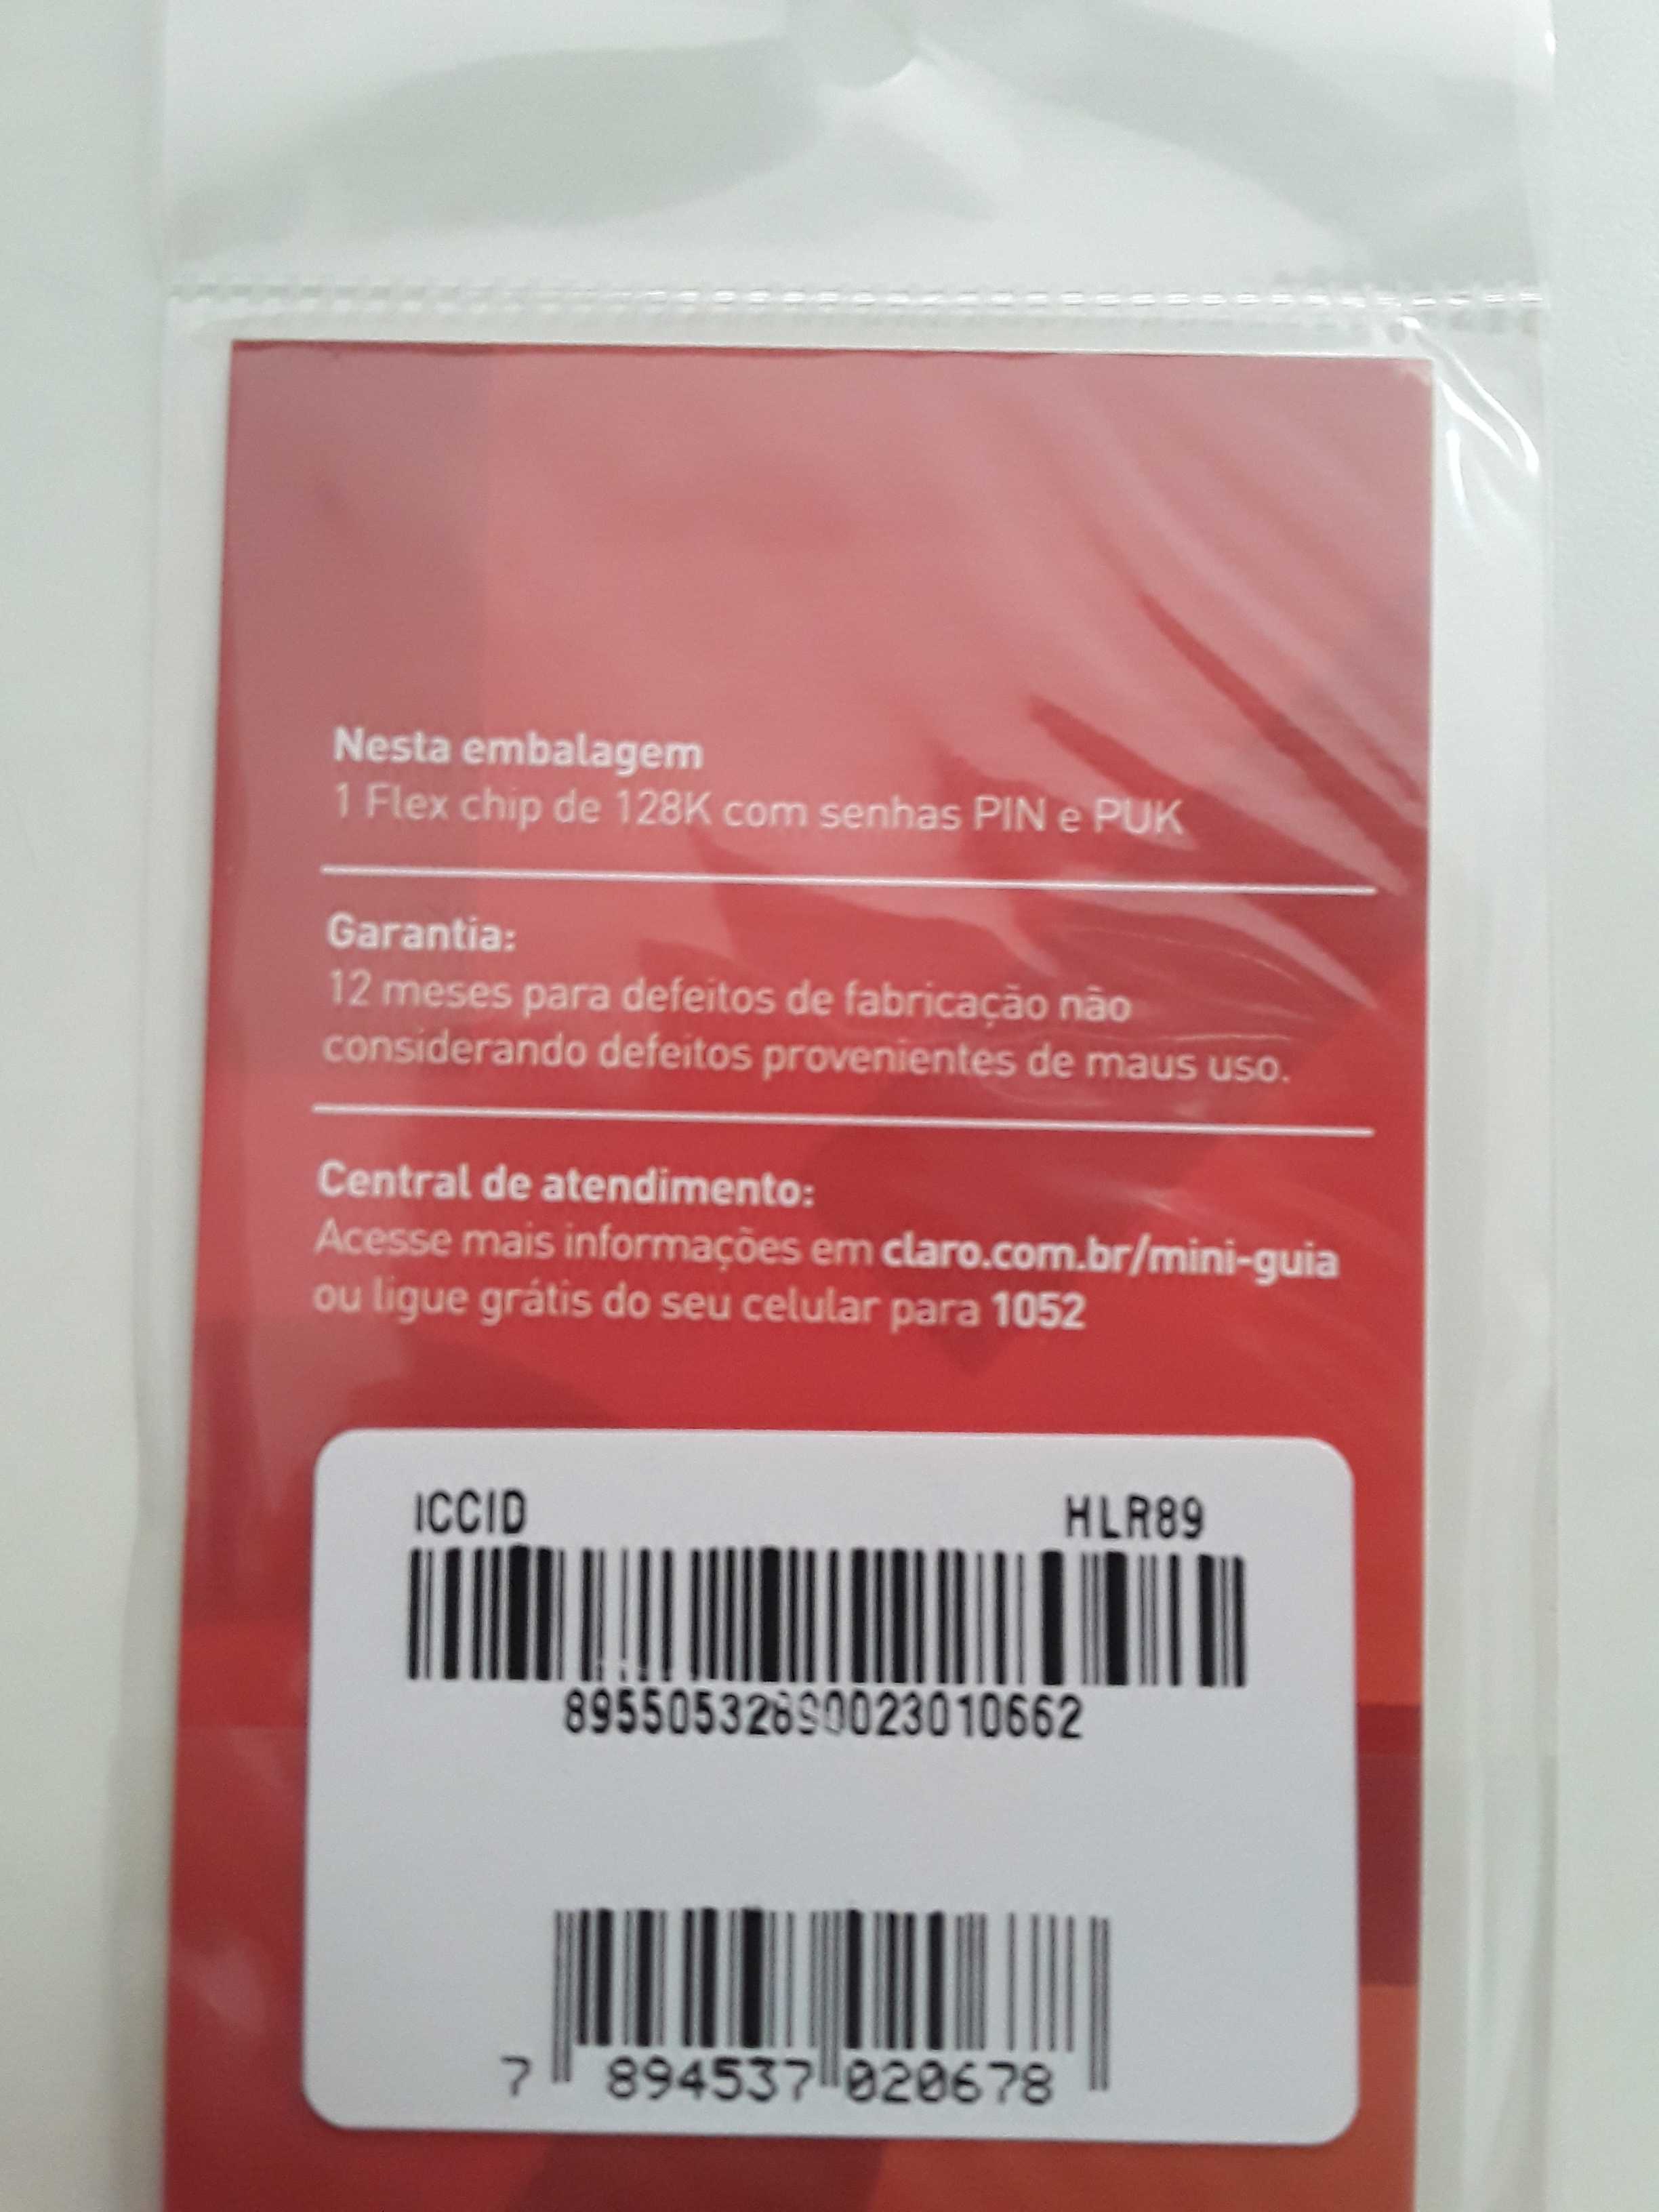 Nesta embalagem
1 Flex chip de 128K com senhas PIN e PUK
Garantia:
12 meses para defeitos de fabricação não
considerando defeitos provenientes de maus uso.
Central de atendimento:
Acesse mais informações em claro.com.br/mini-guia
ou ligue grátis do seu celular para 1052
ICCID HLR89
89550532890023010662
7 894537 020678